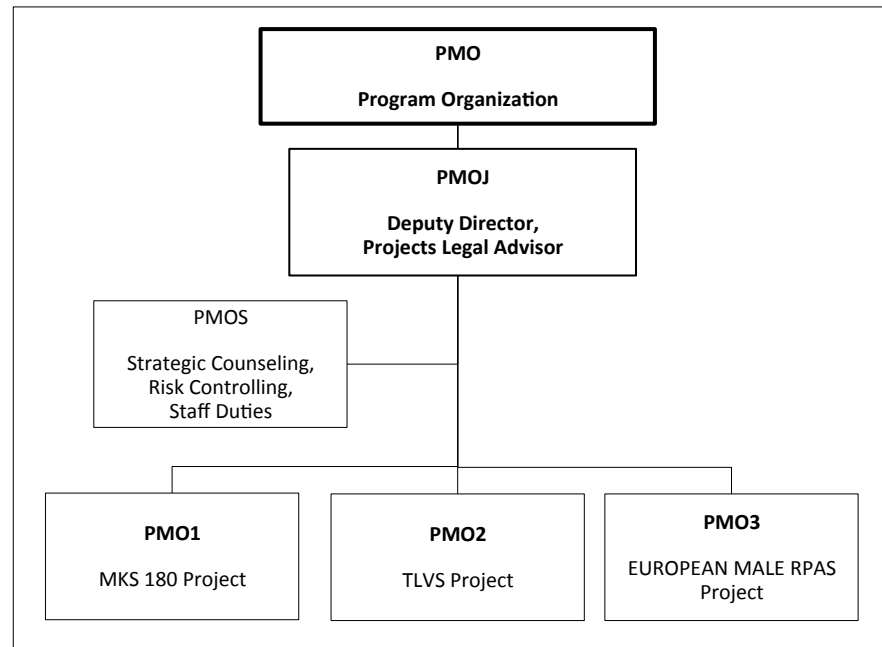 PMO
Program Organization
PMOJ
Deputy Director,
Projects Legal Advisor
PMOS
Strategic Counseling,
Risk Controlling,
Staff Duties
PMO1
MKS 180 Project
PMO2
TLVS Project
PMO3
EUROPEAN MALE RPAS
Project